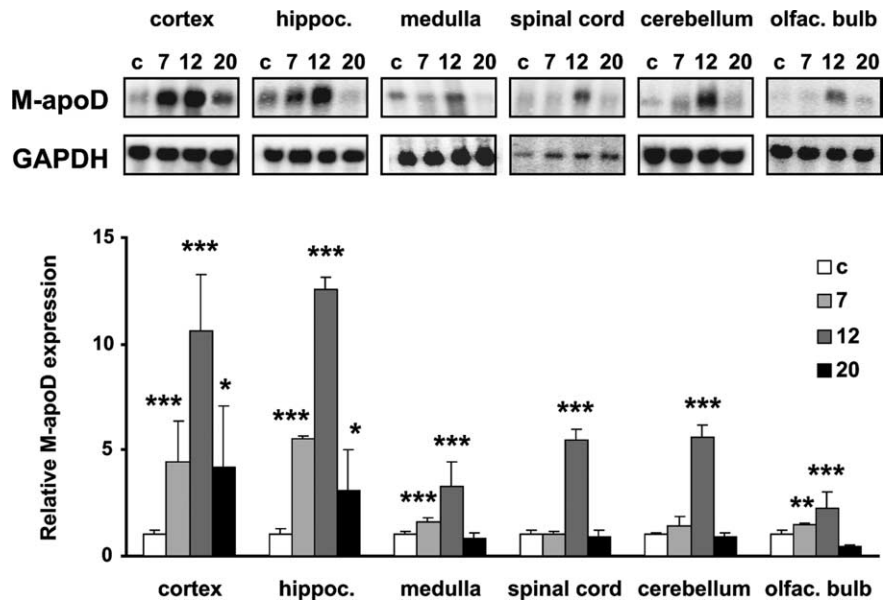 cortex hippoc. medulla spinal cord cerebellum olfac. bulb
c 7 12 20 c 7 12 20 c 7 12 20 c 7 12 20 c 7 12 20 c 7 12 20
M-apoD
GAPDH
Relative M-apoD expression
15
10
5
0
*** *** * *** *** * *** *** *** *** ** ***
c
7
12
20
cortex hippoc. medulla spinal cord cerebellum olfac. bulb